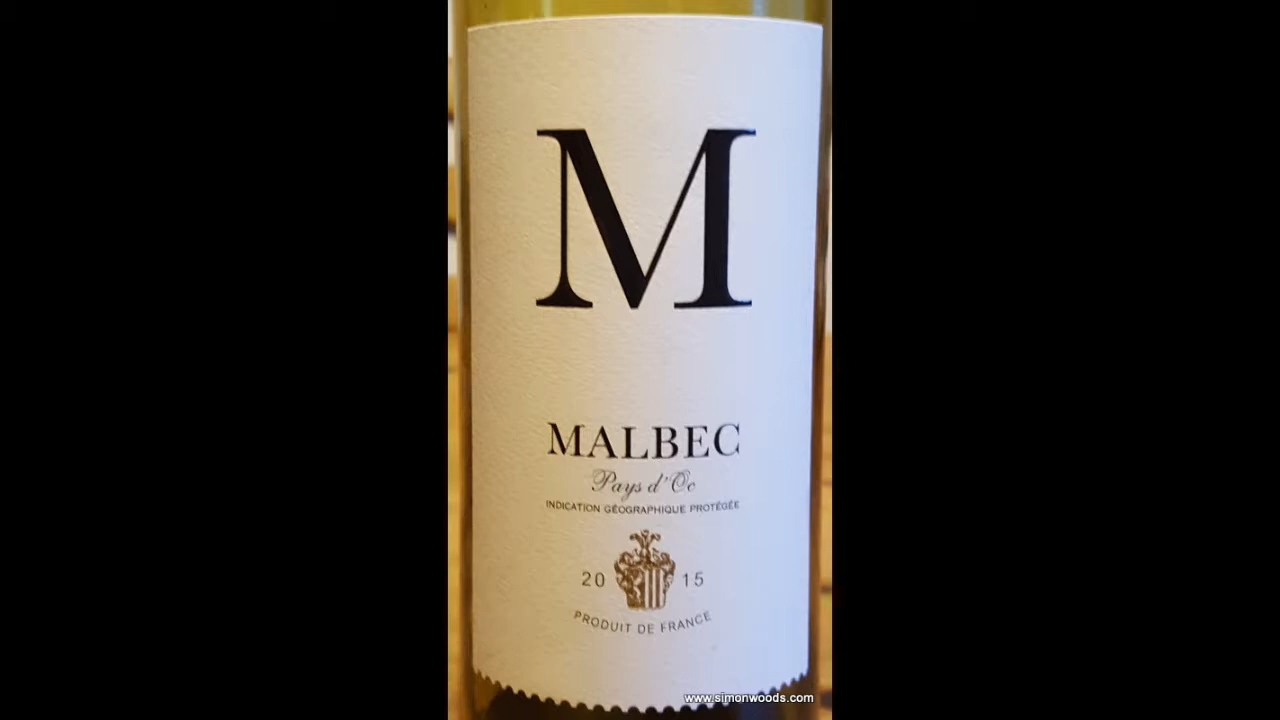 M
MALBEC
Pays d'Oc
INDICATION GÉOGRAPHIQUE PROTÉGÉE
20 15
PRODUIT DE FRANCE
www.simonwoods.com